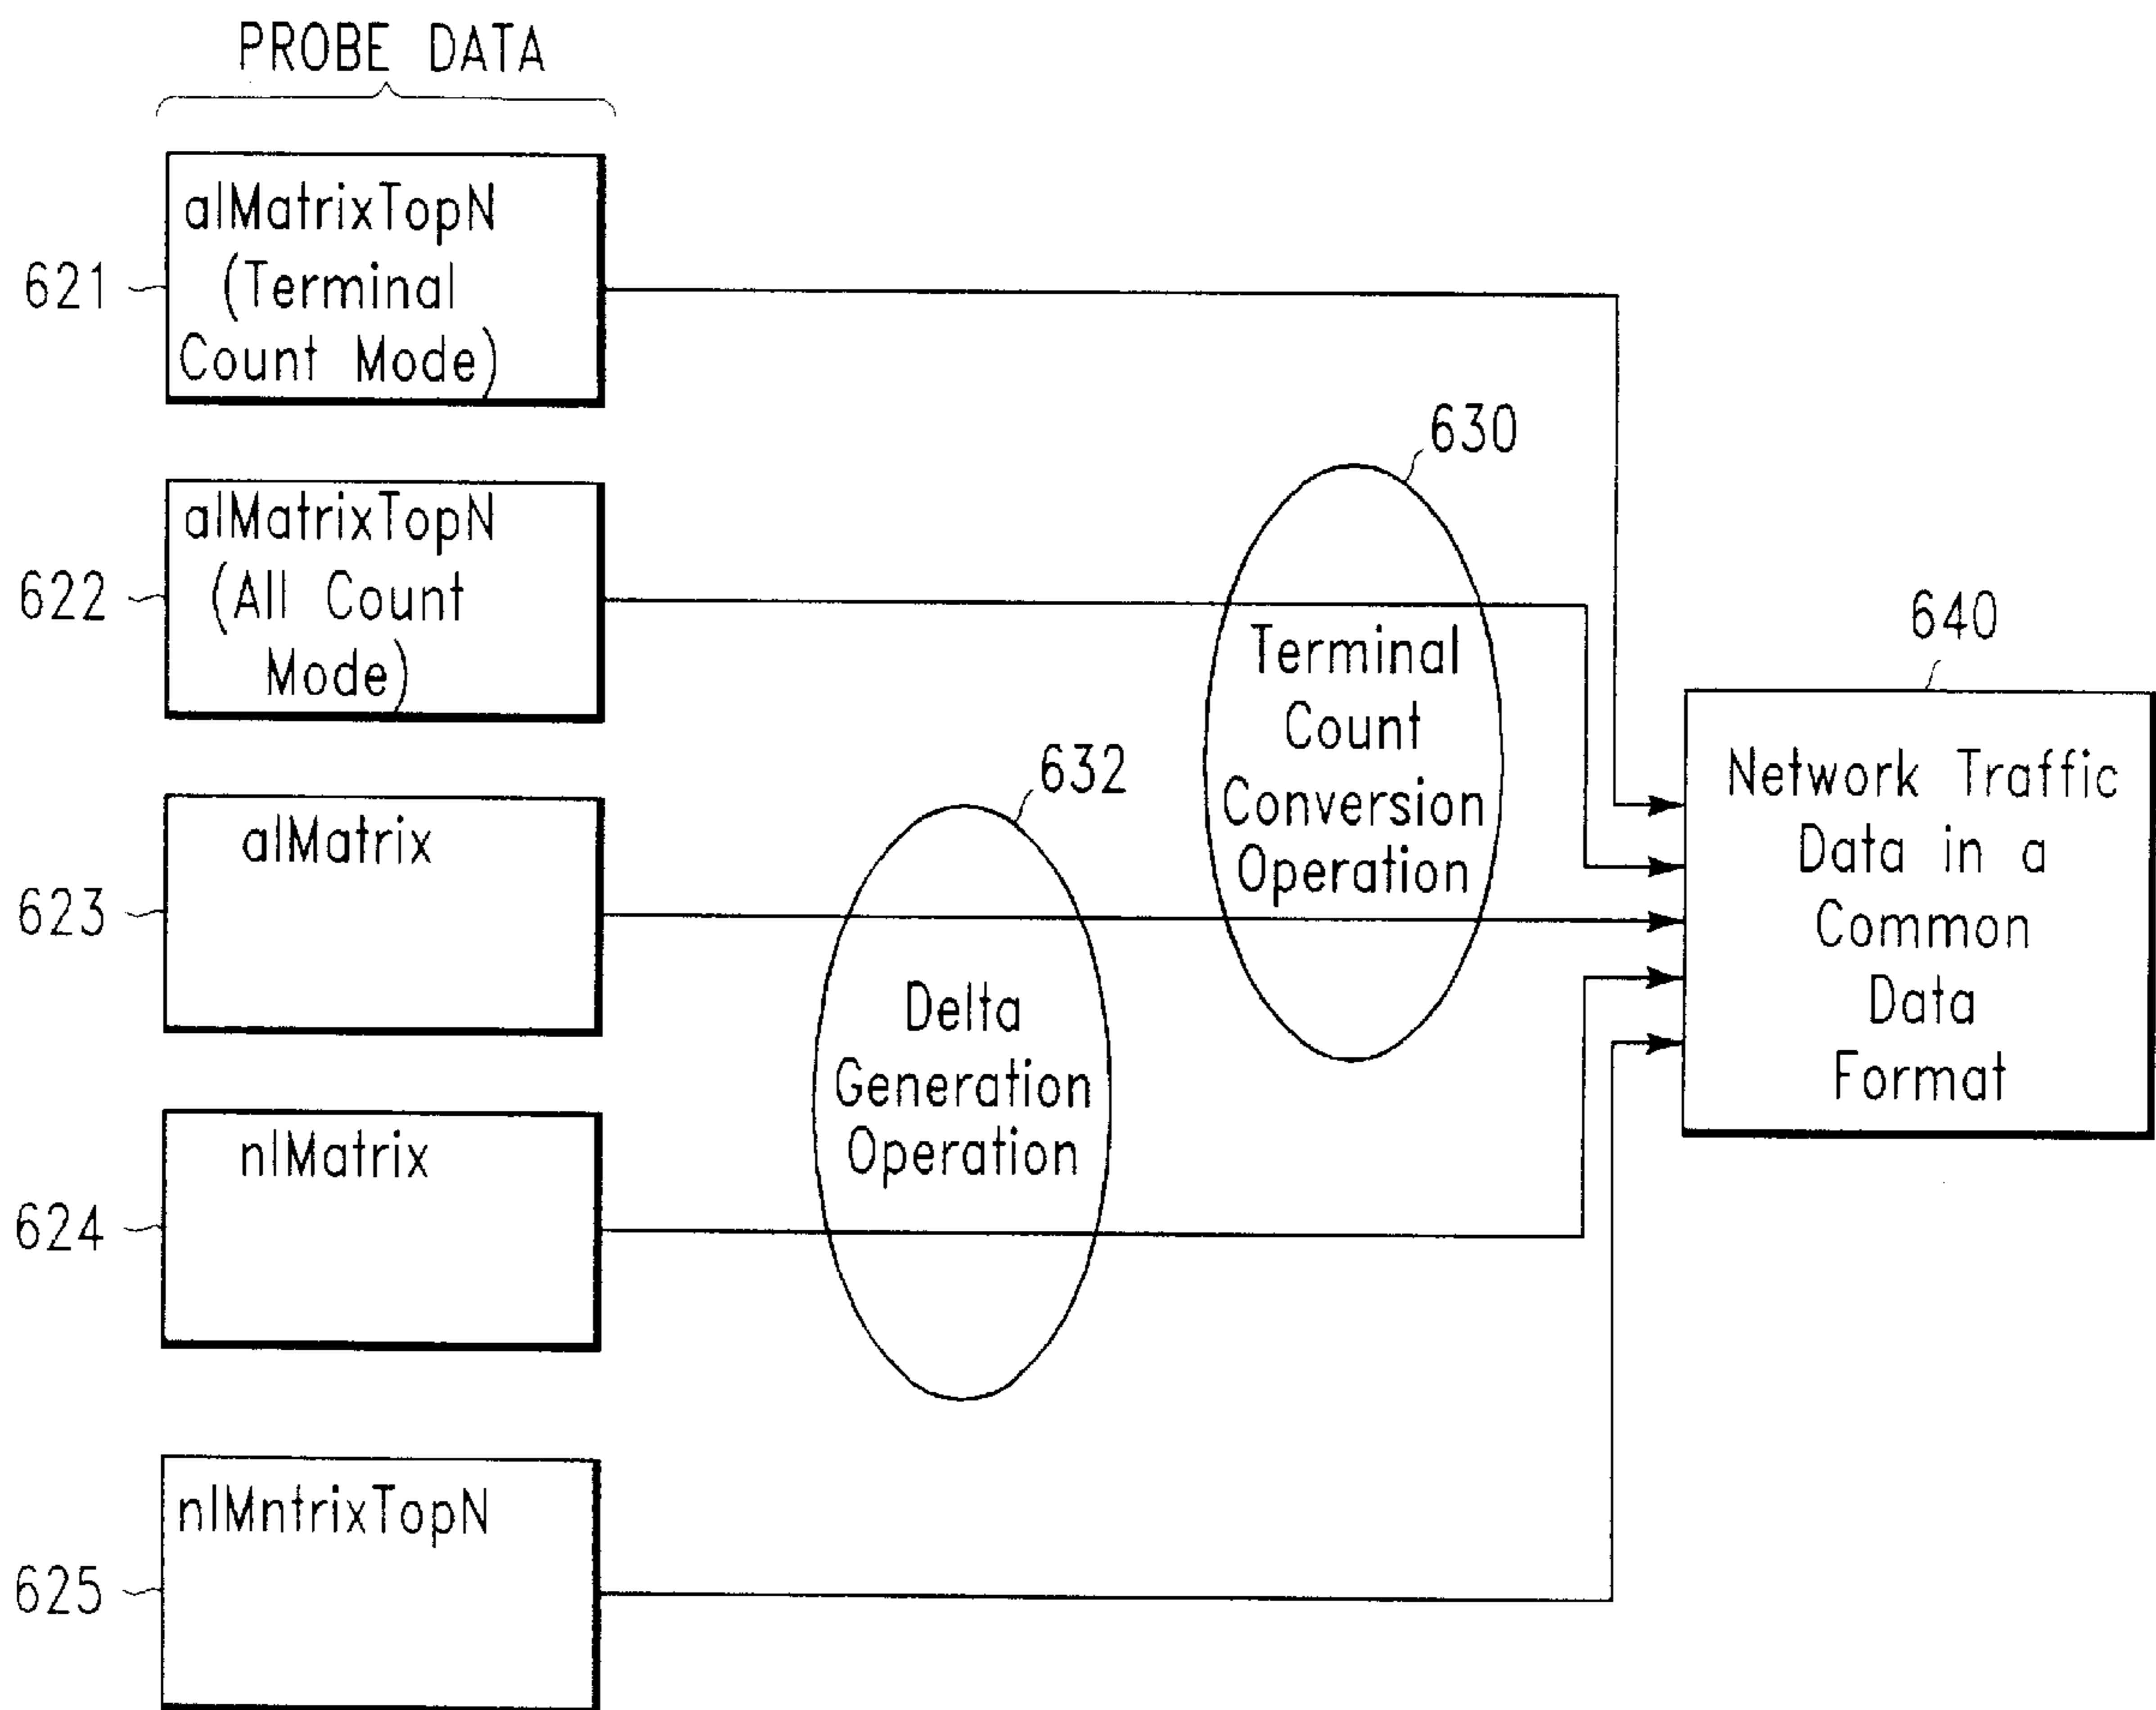 PROBE DATA
621
alMatrixTopN
(Terminal
Count Mode)
622
alMatrixTopN
(All Count
Mode)
623
alMatrix
624
nlMatrix
625
nlMntrixTopN
632
Delta
Generation
Operation
630
Terminal
Count
Conversion
Operation
640
Network Traffic
Data in a
Common
Data
Format